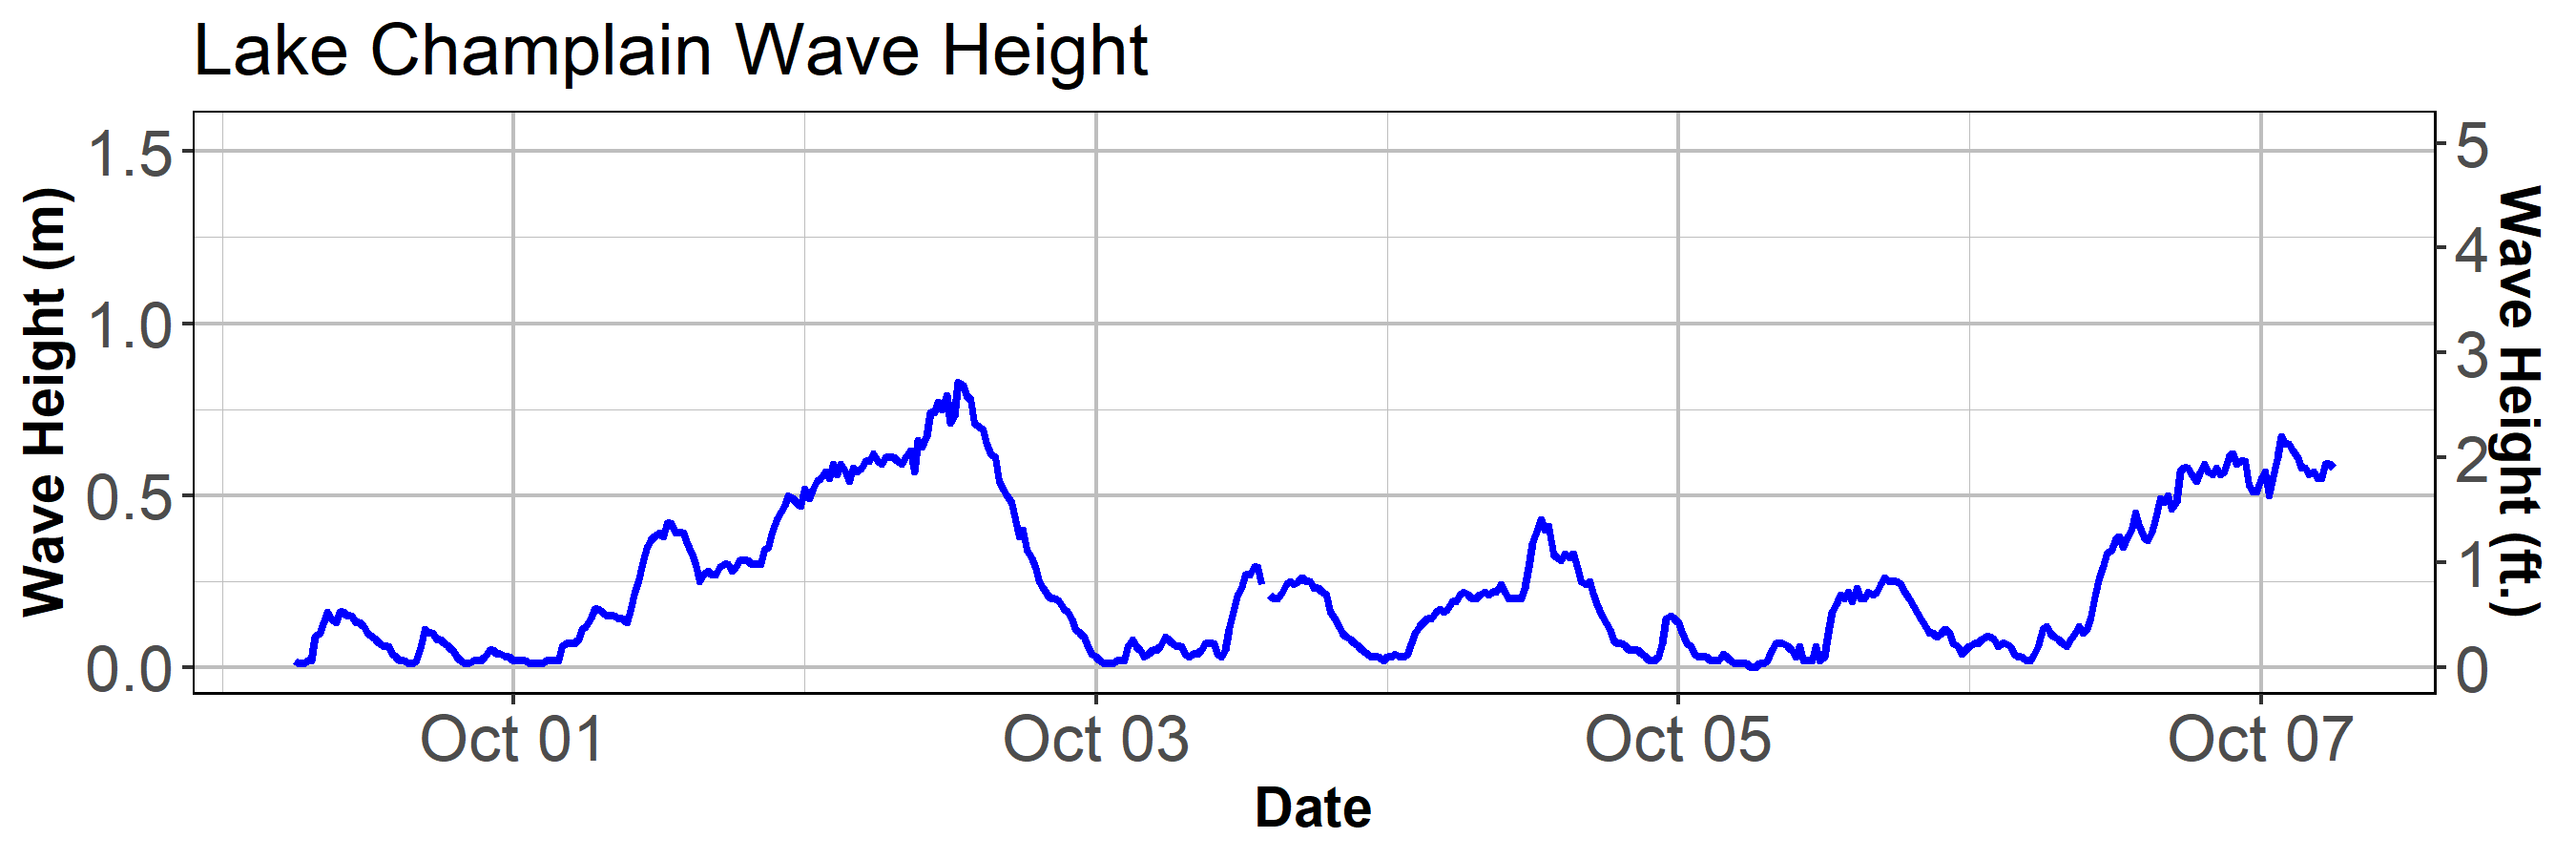 Lake Champlain Wave Height
Wave Height (m)
1.5
1.0
0.5
0.0
5
4
3
2
1
0
Wave Height (ft.)
Oct 01
Oct 03
Oct 05
Oct 07
Date